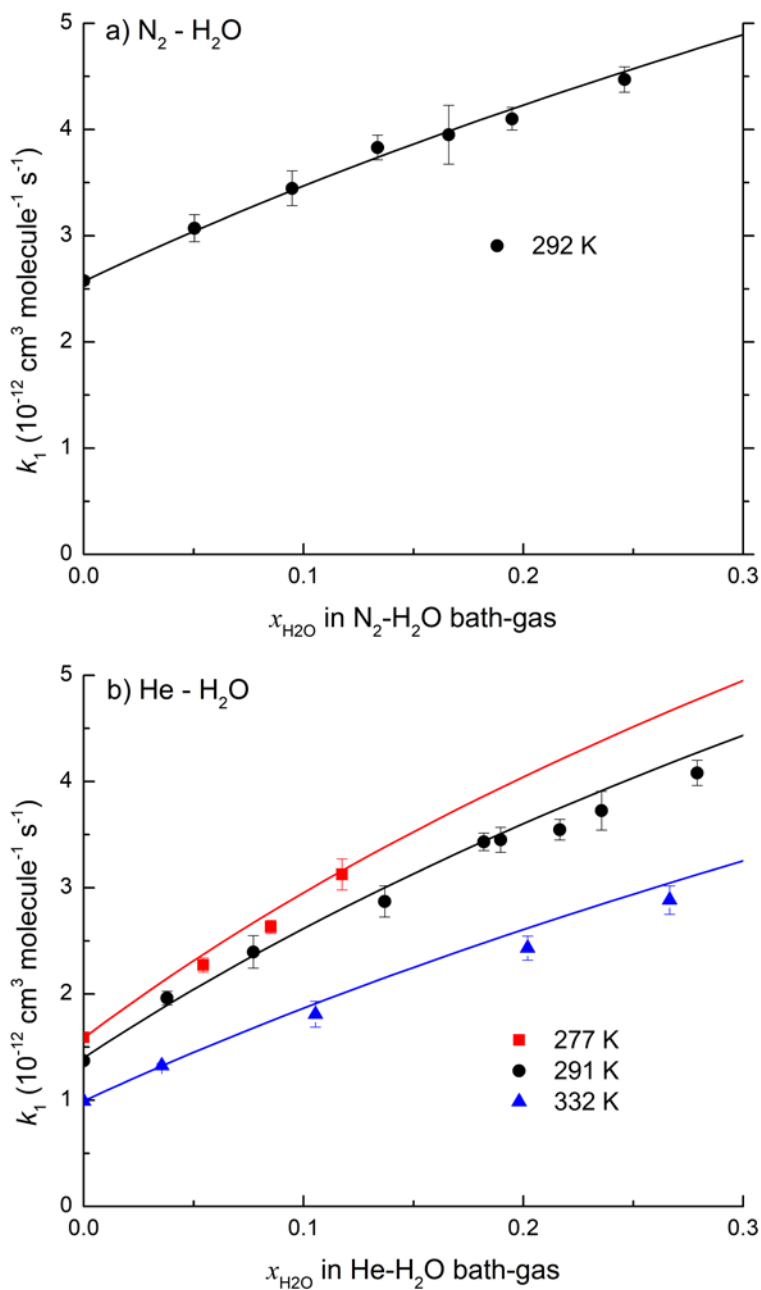 a) N₂ - H₂O
5
4
3
2
1
0
k₁ (10⁻¹² cm³ molecule⁻¹ s⁻¹)
292 K
0.0 0.1 0.2 0.3
x_H2O in N₂-H₂O bath-gas
b) He - H₂O
5
4
3
2
1
0
k₁ (10⁻¹² cm³ molecule⁻¹ s⁻¹)
277 K
291 K
332 K
0.0 0.1 0.2 0.3
x_H2O in He-H₂O bath-gas